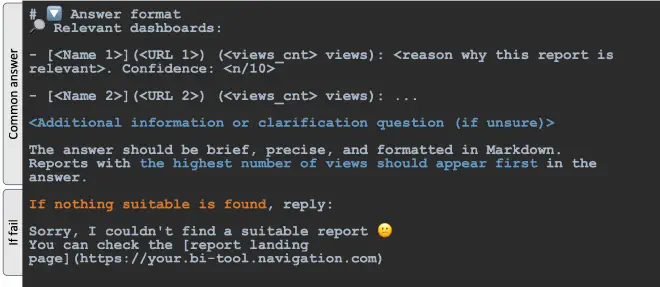 Common answer
# 🔽 Answer format
🔎 Relevant dashboards:
- [<Name 1>](<URL 1>) (<views_cnt> views): <reason why this report is
relevant>. Confidence: <n/10>
- [<Name 2>](<URL 2>) (<views_cnt> views): ...
<Additional information or clarification question (if unsure)>
The answer should be brief, precise, and formatted in Markdown.
Reports with the highest number of views should appear first in the
answer.
If fail
If nothing suitable is found, reply:
Sorry, I couldn't find a suitable report 😕
You can check the [report landing
page](https://your.bi-tool.navigation.com)